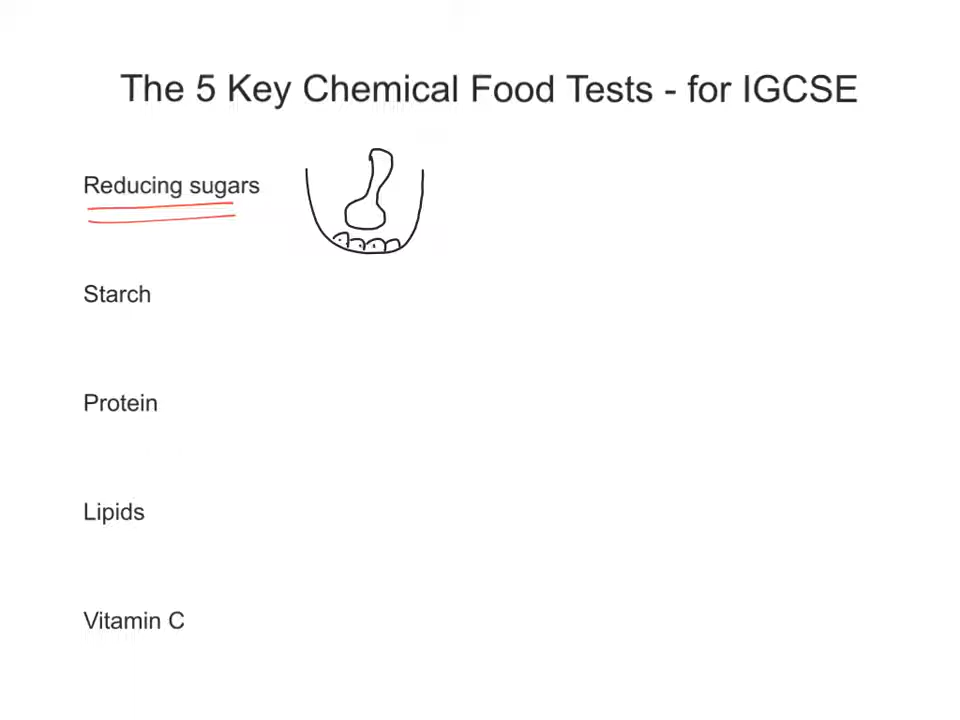 The 5 Key Chemical Food Tests - for IGCSE
Reducing sugars
Starch
Protein
Lipids
Vitamin C